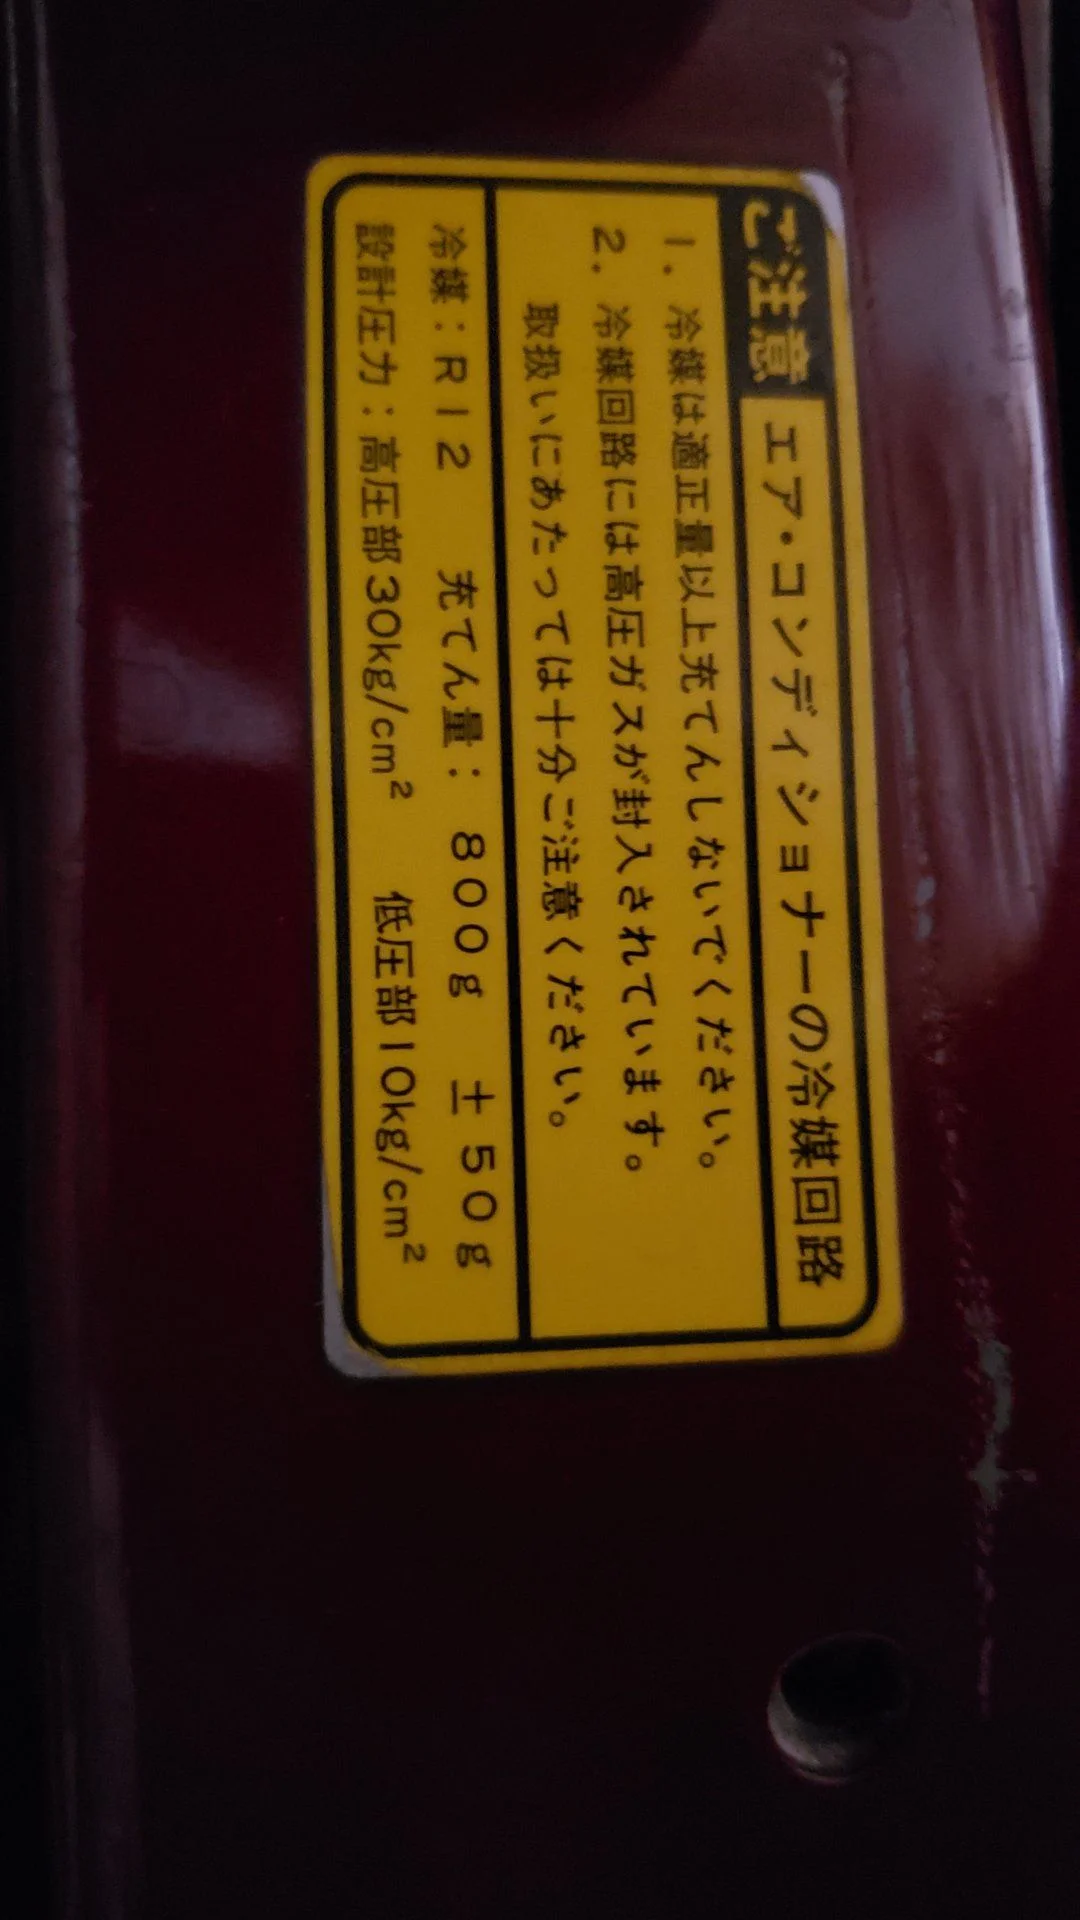 ご注意 エア・コンディショナーの冷媒回路
1. 冷媒は適正量以上充てんしないでください。
2. 冷媒回路には高圧ガスが封入されています。
取扱いにあたっては十分ご注意ください。
冷媒：R12 充てん量：800g ±50g
設計圧力：高圧部30kg/cm² 低圧部10kg/cm²